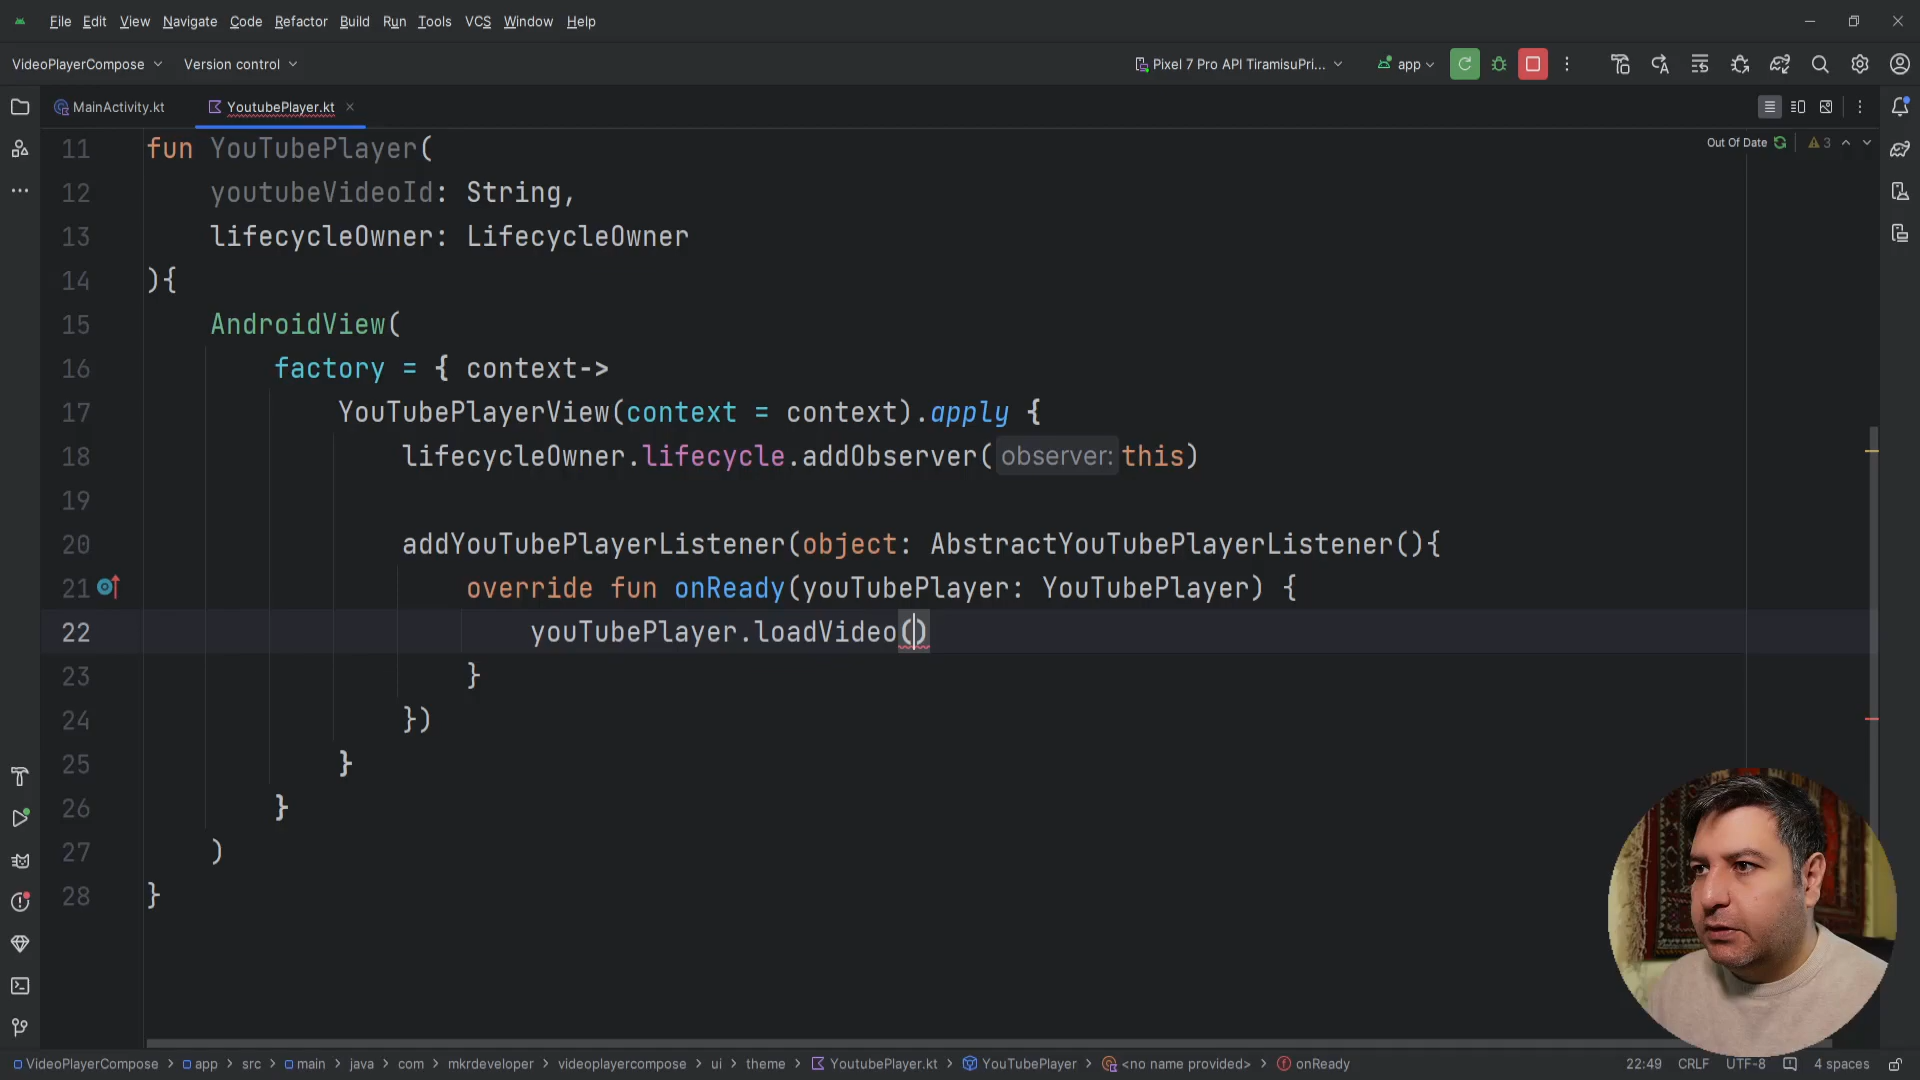 File Edit View Navigate Code Refactor Build Run Tools VCS Window Help
VideoPlayerCompose Version control Pixel 7 Pro API TiramisuPri... app
MainActivity.kt YoutubePlayer.kt
Out Of Date 3
11 fun YouTubePlayer(
12 youtubeVideoId: String,
13 lifecycleOwner: LifecycleOwner
14 ){
15 AndroidView(
16 factory = { context->
17 YouTubePlayerView(context = context).apply {
18 lifecycleOwner.lifecycle.addObserver( observer: this)
19
20 addYouTubePlayerListener(object: AbstractYouTubePlayerListener(){
21 override fun onReady(youTubePlayer: YouTubePlayer) {
22 youTubePlayer.loadVideo()
23 }
24 })
25 }
26 }
27 )
28 }
VideoPlayerCompose > app > src > main > java > com > mkrdeveloper > videoplayercompose > ui > theme > YoutubePlayer.kt > YouTubePlayer > <no name provided> > onReady 22:49 CRLF UTF-8 4 spaces